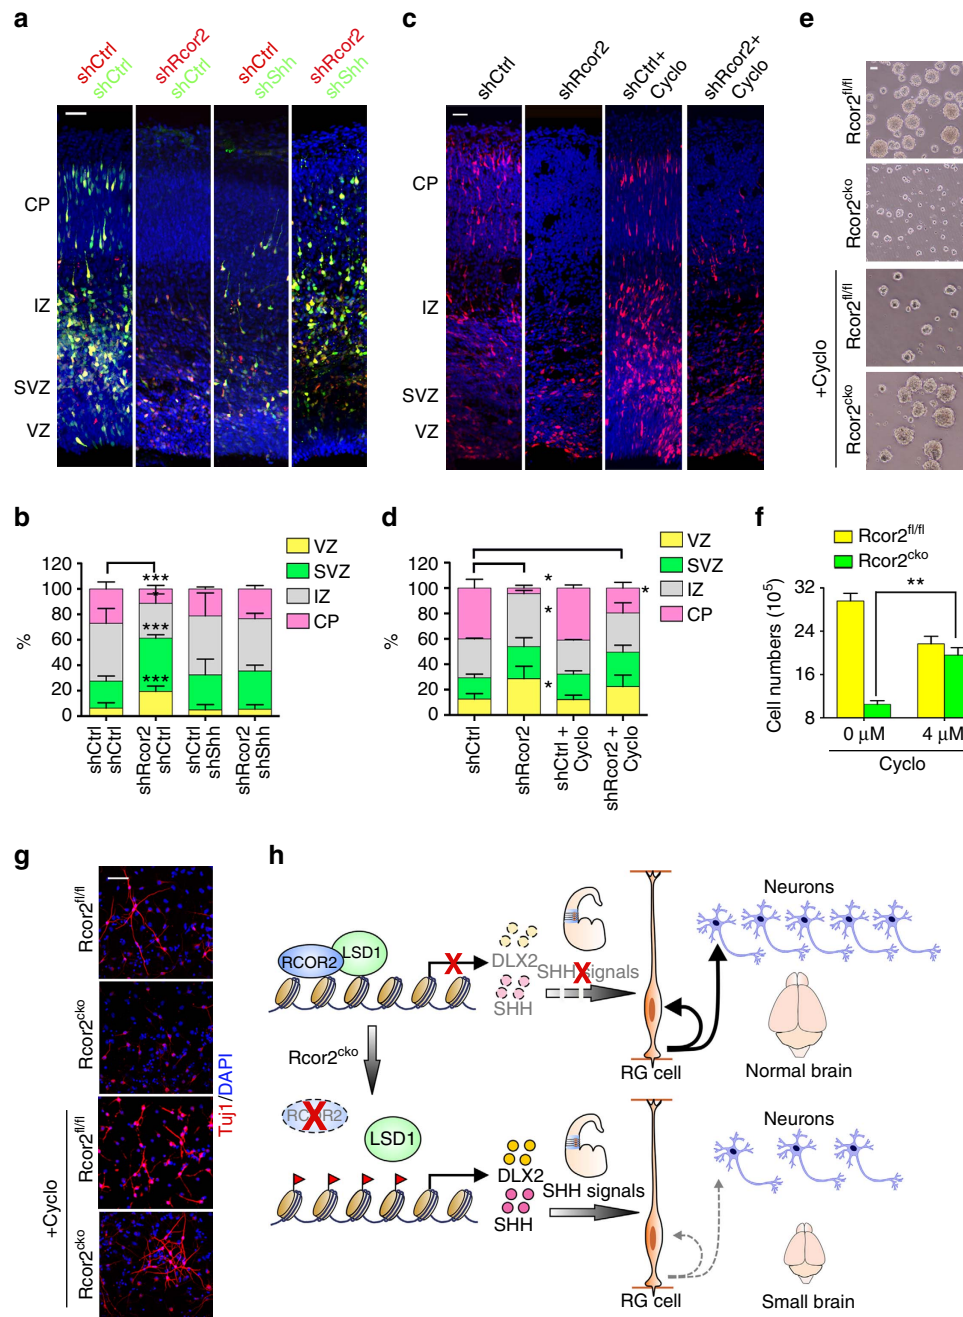 a
shCtrl shCtrl
shRcor2 shCtrl
shCtrl shShh
shRcor2 shShh
CP
IZ
SVZ
VZ
c
shCtrl
shRcor2
shCtrl+ Cyclo
shRcor2+ Cyclo
CP
IZ
SVZ
VZ
e
Rcor2fl/fl
Rcor2cko
+Cyclo
Rcor2fl/fl
Rcor2cko
b
VZ
SVZ
IZ
CP
%
120
100
80
60
40
20
0
***
*
***
***
shCtrl shCtrl
shRcor2 shCtrl
shCtrl shShh
shRcor2 shShh
d
VZ
SVZ
IZ
CP
%
120
100
80
60
40
20
0
*
*
*
*
shCtrl
shRcor2
shCtrl + Cyclo
shRcor2 + Cyclo
f
Rcor2fl/fl
Rcor2cko
Cell numbers (10^5)
32
24
16
8
**
0 µM
4 µM
Cyclo
g
Rcor2fl/fl
Rcor2cko
+Cyclo
Rcor2fl/fl
Rcor2cko
Tuj1/DAPI
h
RCOR2
LSD1
X
DLX2
SHH
SHH signals
X
RG cell
Neurons
Normal brain
Rcor2cko
RCOR2
X
LSD1
DLX2
SHH
SHH signals
RG cell
Neurons
Small brain